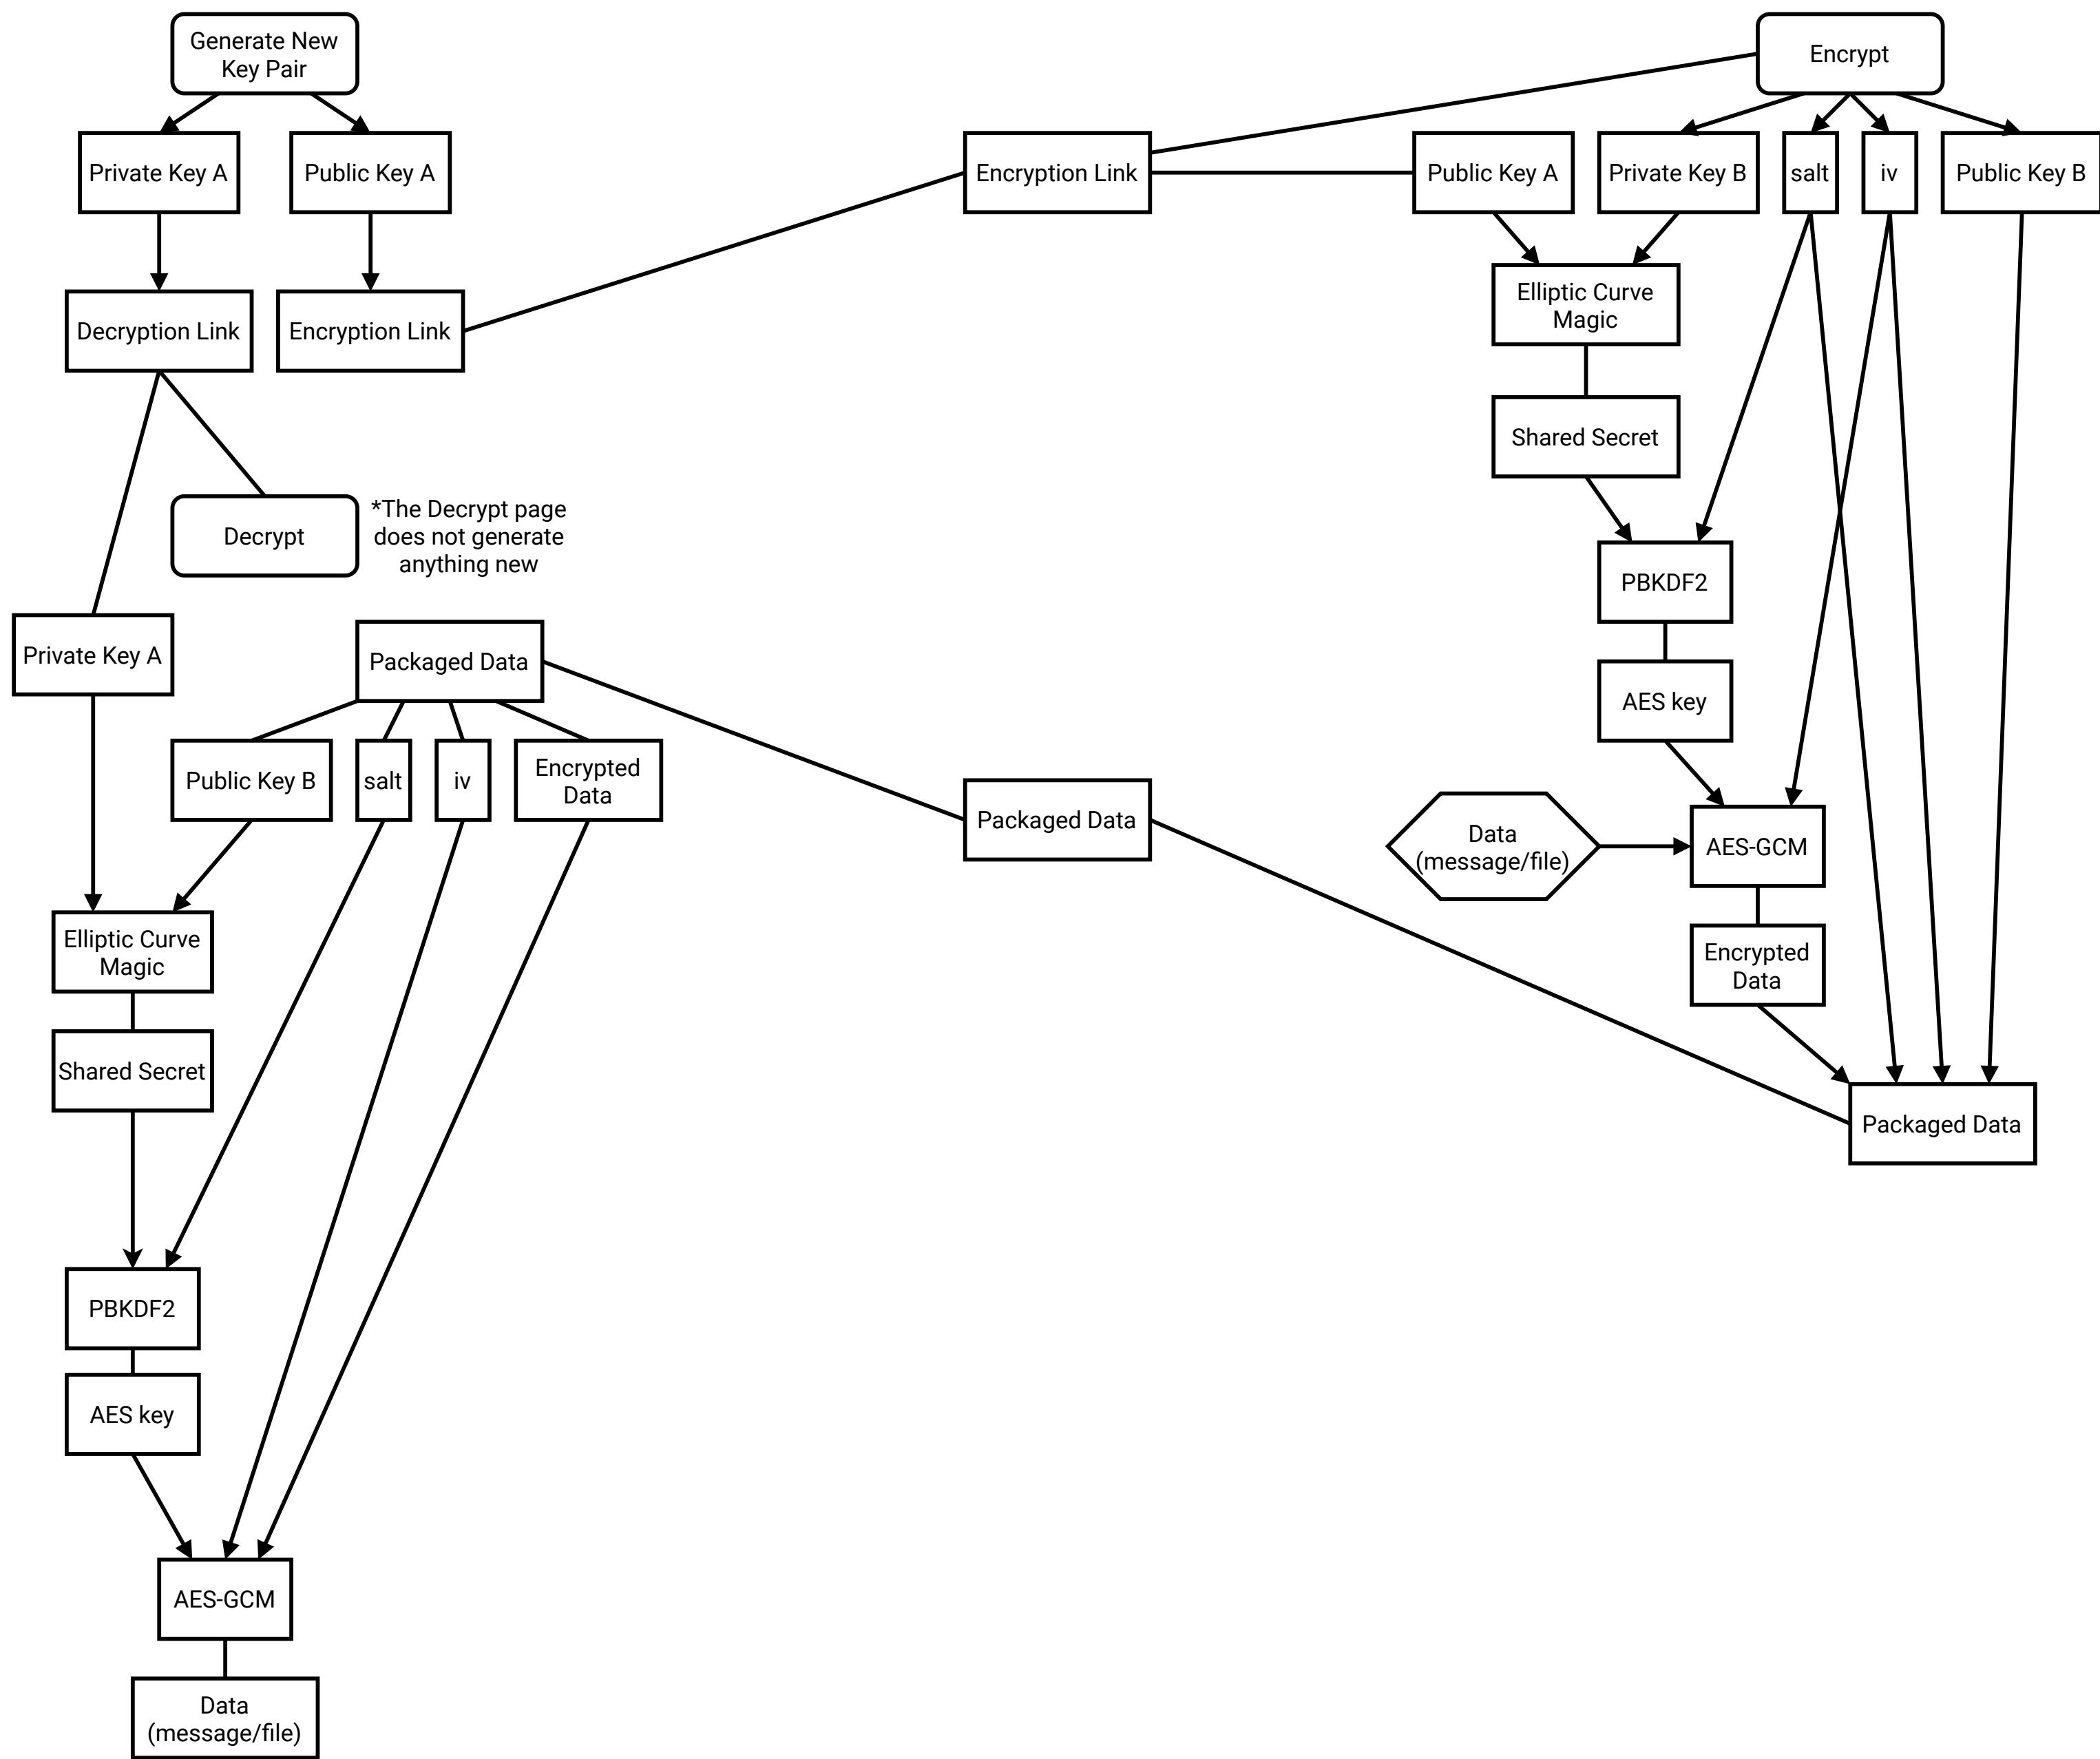 Generate New
Key Pair
Encrypt
Private Key A
Public Key A
Encryption Link
Public Key A
Private Key B
salt
iv
Public Key B
Decryption Link
Encryption Link
Elliptic Curve
Magic
Shared Secret
Decrypt
*The Decrypt page
does not generate
anything new
PBKDF2
Private Key A
Packaged Data
AES key
Public Key B
salt
iv
Encrypted
Data
Packaged Data
Data
(message/file)
AES-GCM
Elliptic Curve
Magic
Encrypted
Data
Shared Secret
Packaged Data
PBKDF2
AES key
AES-GCM
Data
(message/file)